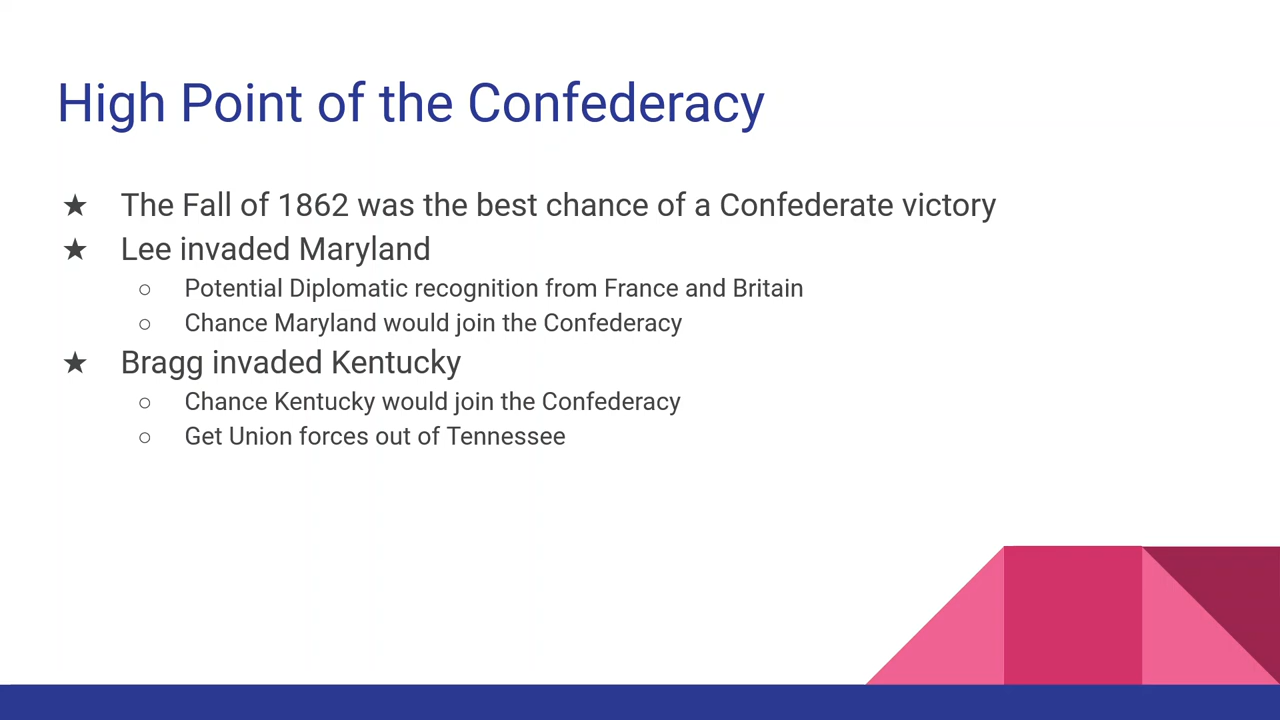 High Point of the Confederacy
★ The Fall of 1862 was the best chance of a Confederate victory
★ Lee invaded Maryland
○ Potential Diplomatic recognition from France and Britain
○ Chance Maryland would join the Confederacy
★ Bragg invaded Kentucky
○ Chance Kentucky would join the Confederacy
○ Get Union forces out of Tennessee